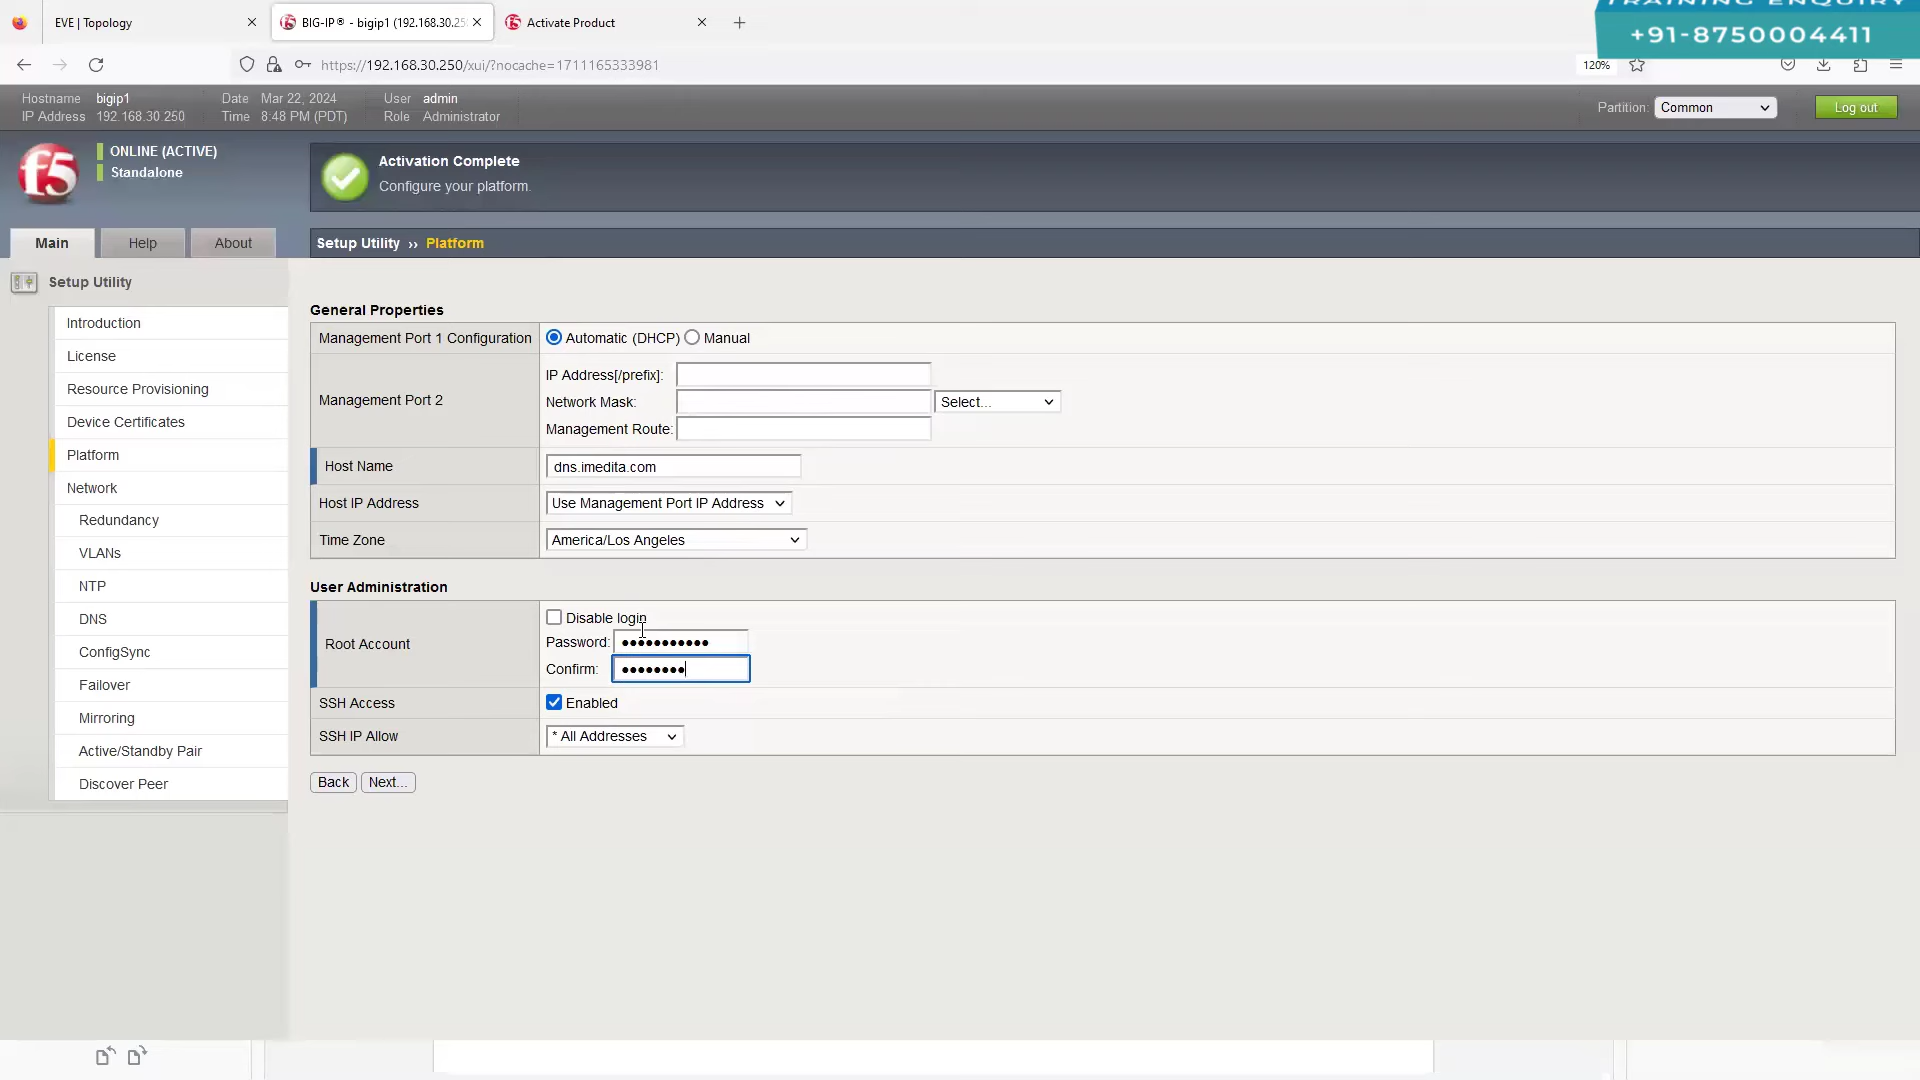 EVE | Topology
BIG-IP® - bigip1 (192.168.30.25
Activate Product
TRAINING ENQUIRY
+91-8750004411
https://192.168.30.250/xui/?nocache=1711165333981
120%
Hostname bigip1
IP Address 192.168.30.250
Date Mar 22, 2024
Time 8:48 PM (PDT)
User admin
Role Administrator
Partition: Common
Log out
f5
ONLINE (ACTIVE)
Standalone
Activation Complete
Configure your platform.
Main
Help
About
Setup Utility ›› Platform
Setup Utility
Introduction
License
Resource Provisioning
Device Certificates
Platform
Network
Redundancy
VLANs
NTP
DNS
ConfigSync
Failover
Mirroring
Active/Standby Pair
Discover Peer
General Properties
Management Port 1 Configuration Automatic (DHCP) Manual
Management Port 2
IP Address[/prefix]:
Network Mask: Select...
Management Route:
Host Name dns.imedita.com
Host IP Address Use Management Port IP Address
Time Zone America/Los Angeles
User Administration
Root Account
Disable login
Password: •••••••••••
Confirm: ••••••••
SSH Access Enabled
SSH IP Allow * All Addresses
Back Next...